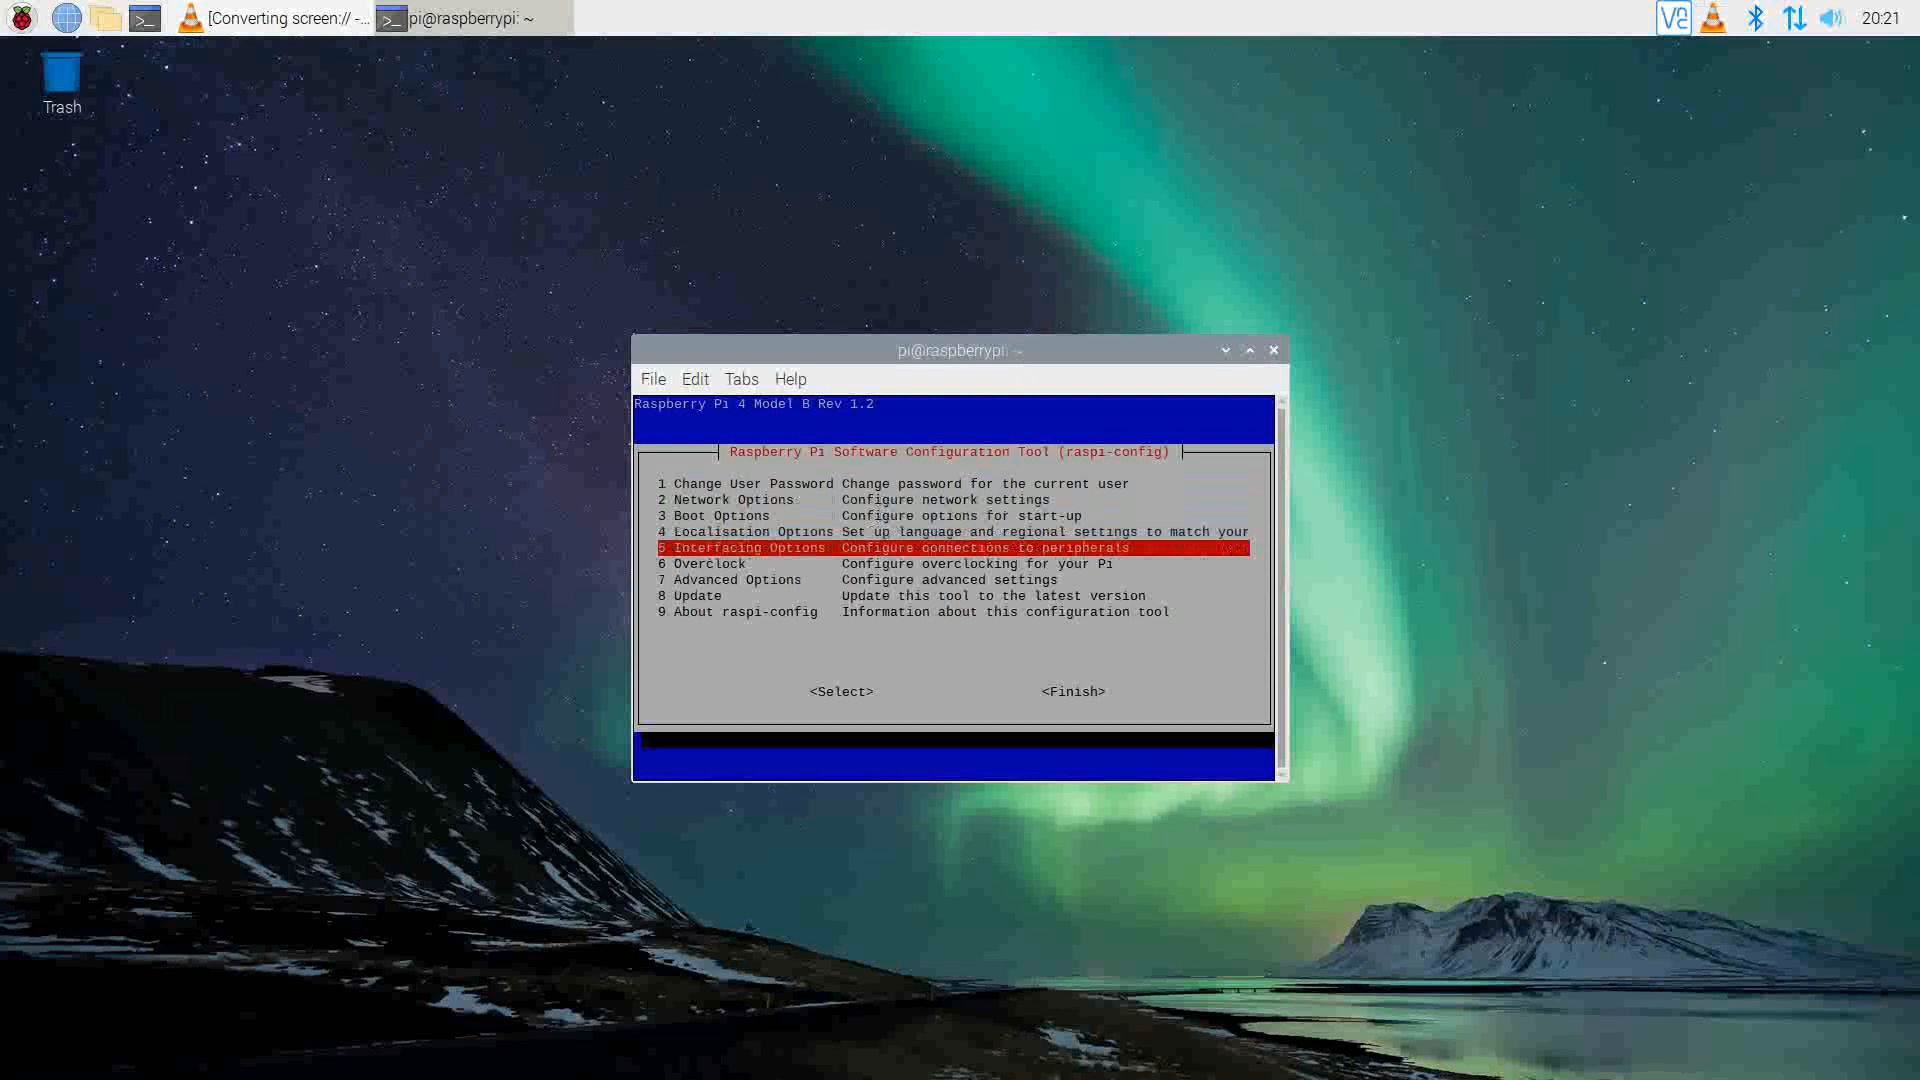 [Converting screen:// -...
pi@raspberrypi: ~
20:21
Trash
pi@raspberrypi: ~
File Edit Tabs Help
Raspberry Pi 4 Model B Rev 1.2
Raspberry Pi Software Configuration Tool (raspi-config)
1 Change User Password Change password for the current user
2 Network Options Configure network settings
3 Boot Options Configure options for start-up
4 Localisation Options Set up language and regional settings to match your
5 Interfacing Options Configure connections to peripherals
6 Overclock Configure overclocking for your Pi
7 Advanced Options Configure advanced settings
8 Update Update this tool to the latest version
9 About raspi-config Information about this configuration tool
<Select> <Finish>